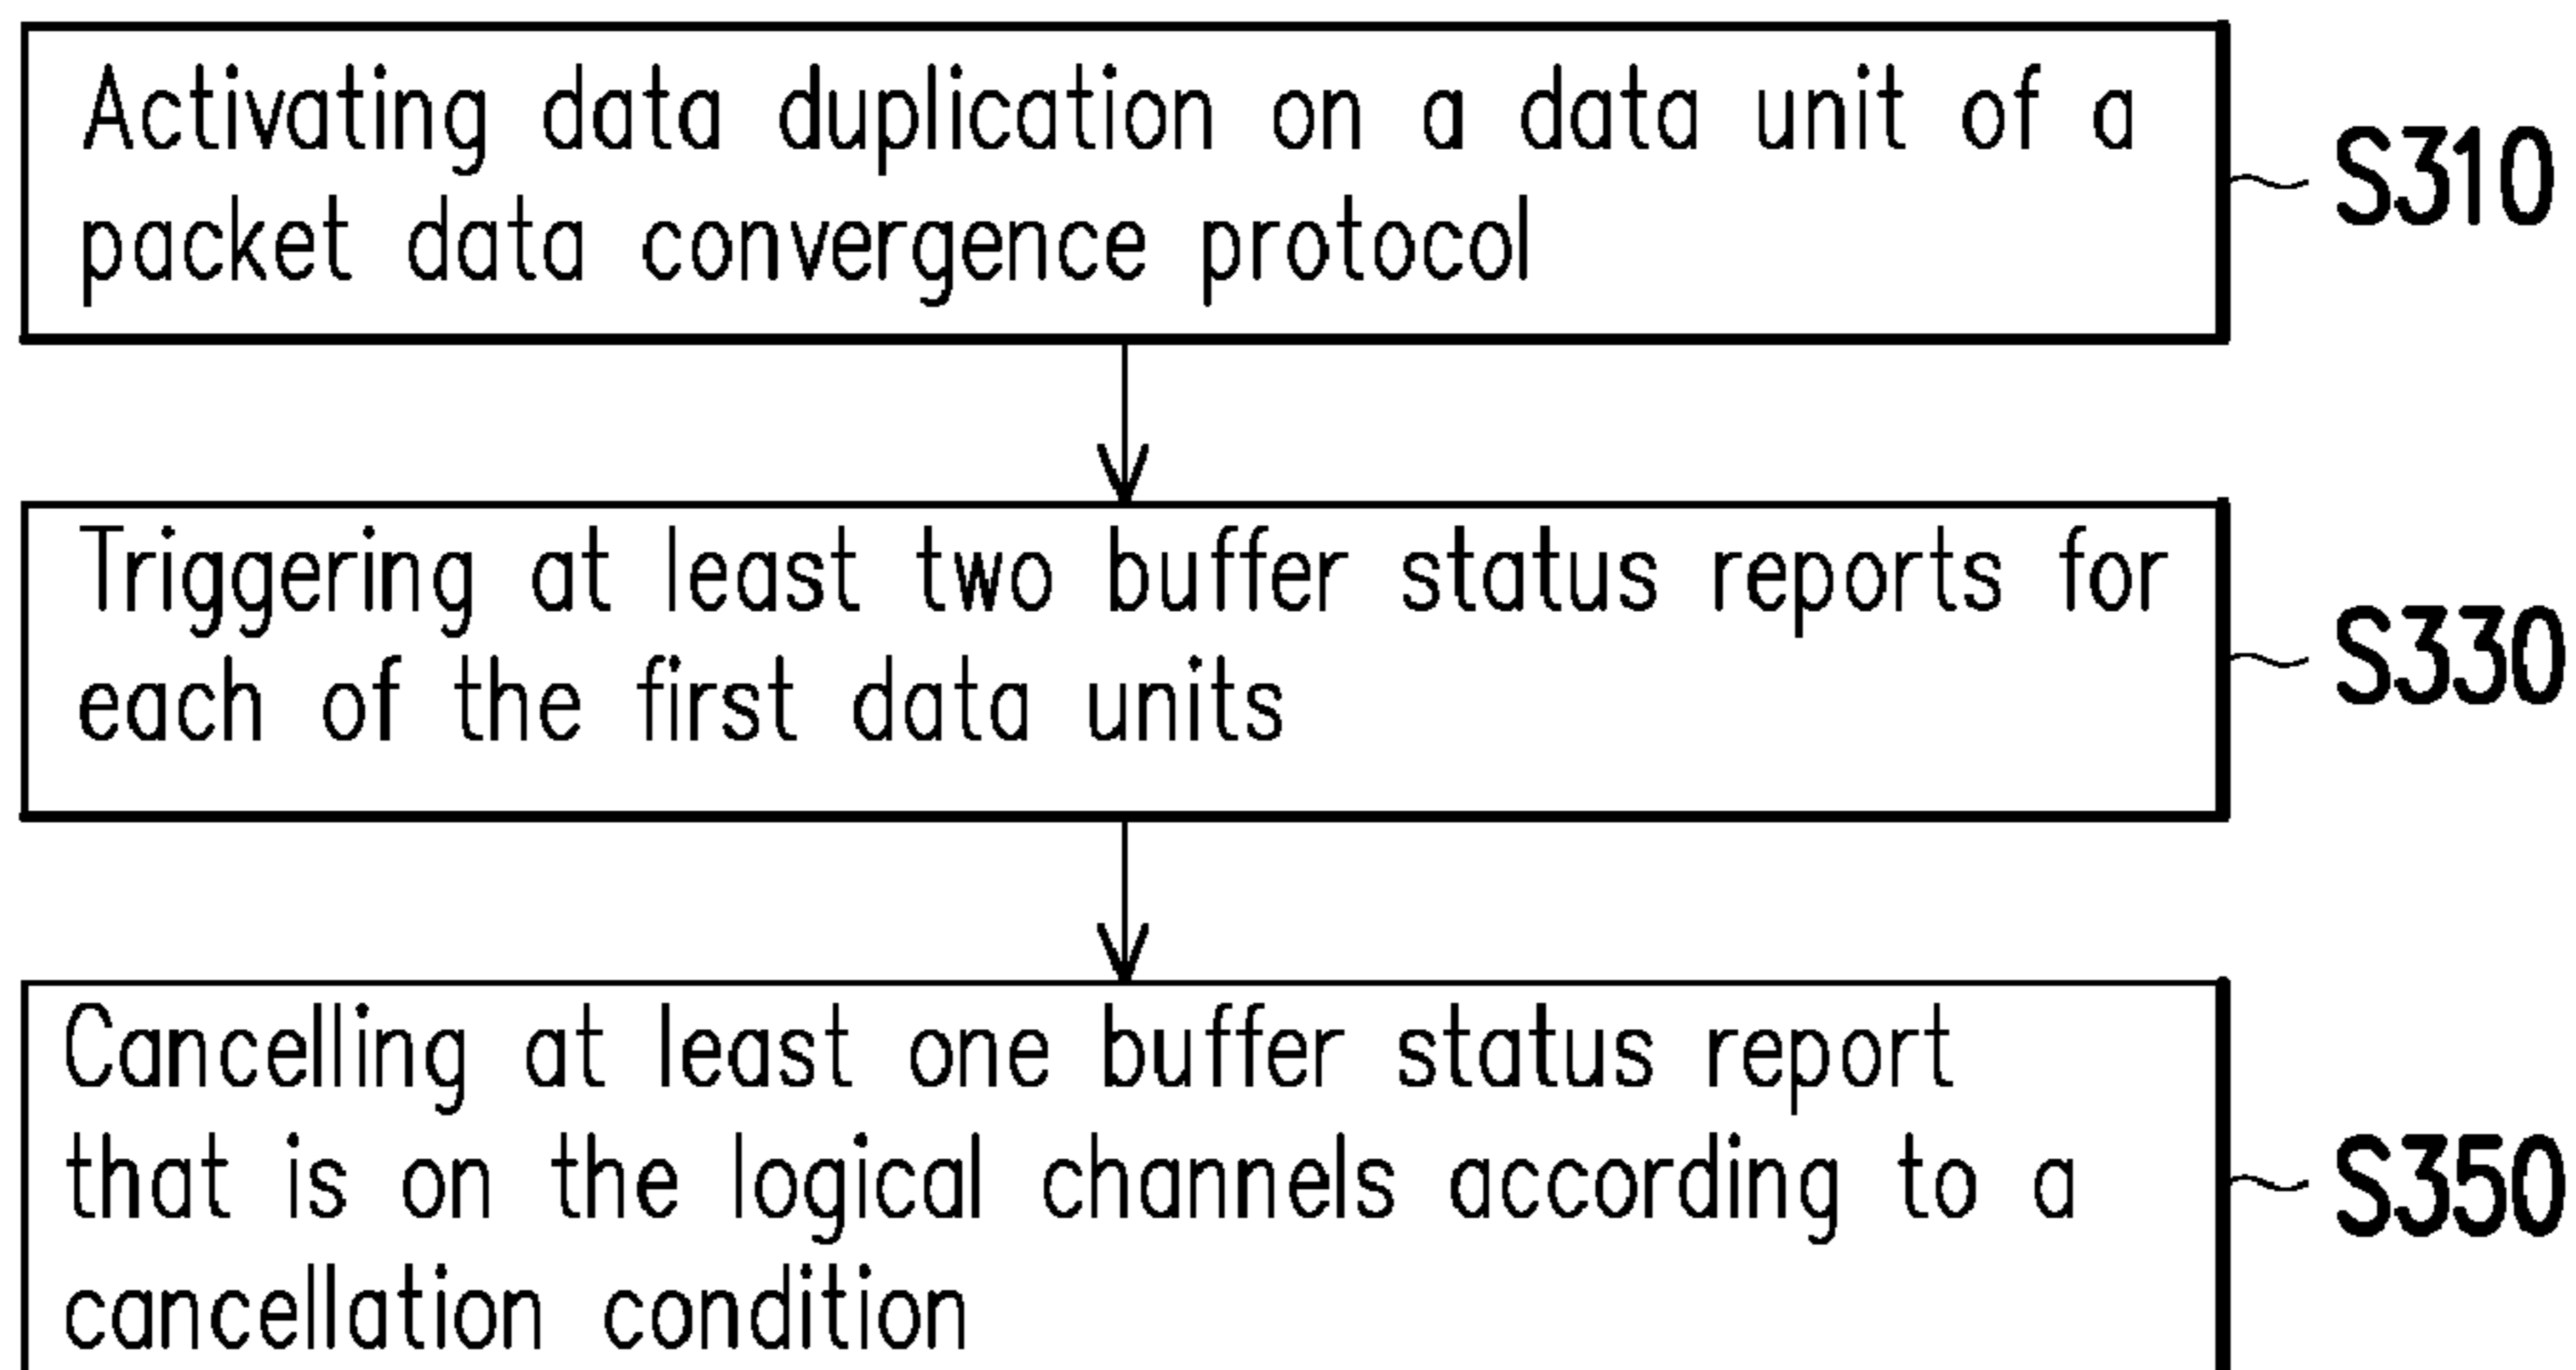 Activating data duplication on a data unit of a
packet data convergence protocol
S310
Triggering at least two buffer status reports for
each of the first data units
S330
Cancelling at least one buffer status report
that is on the logical channels according to a
cancellation condition
S350